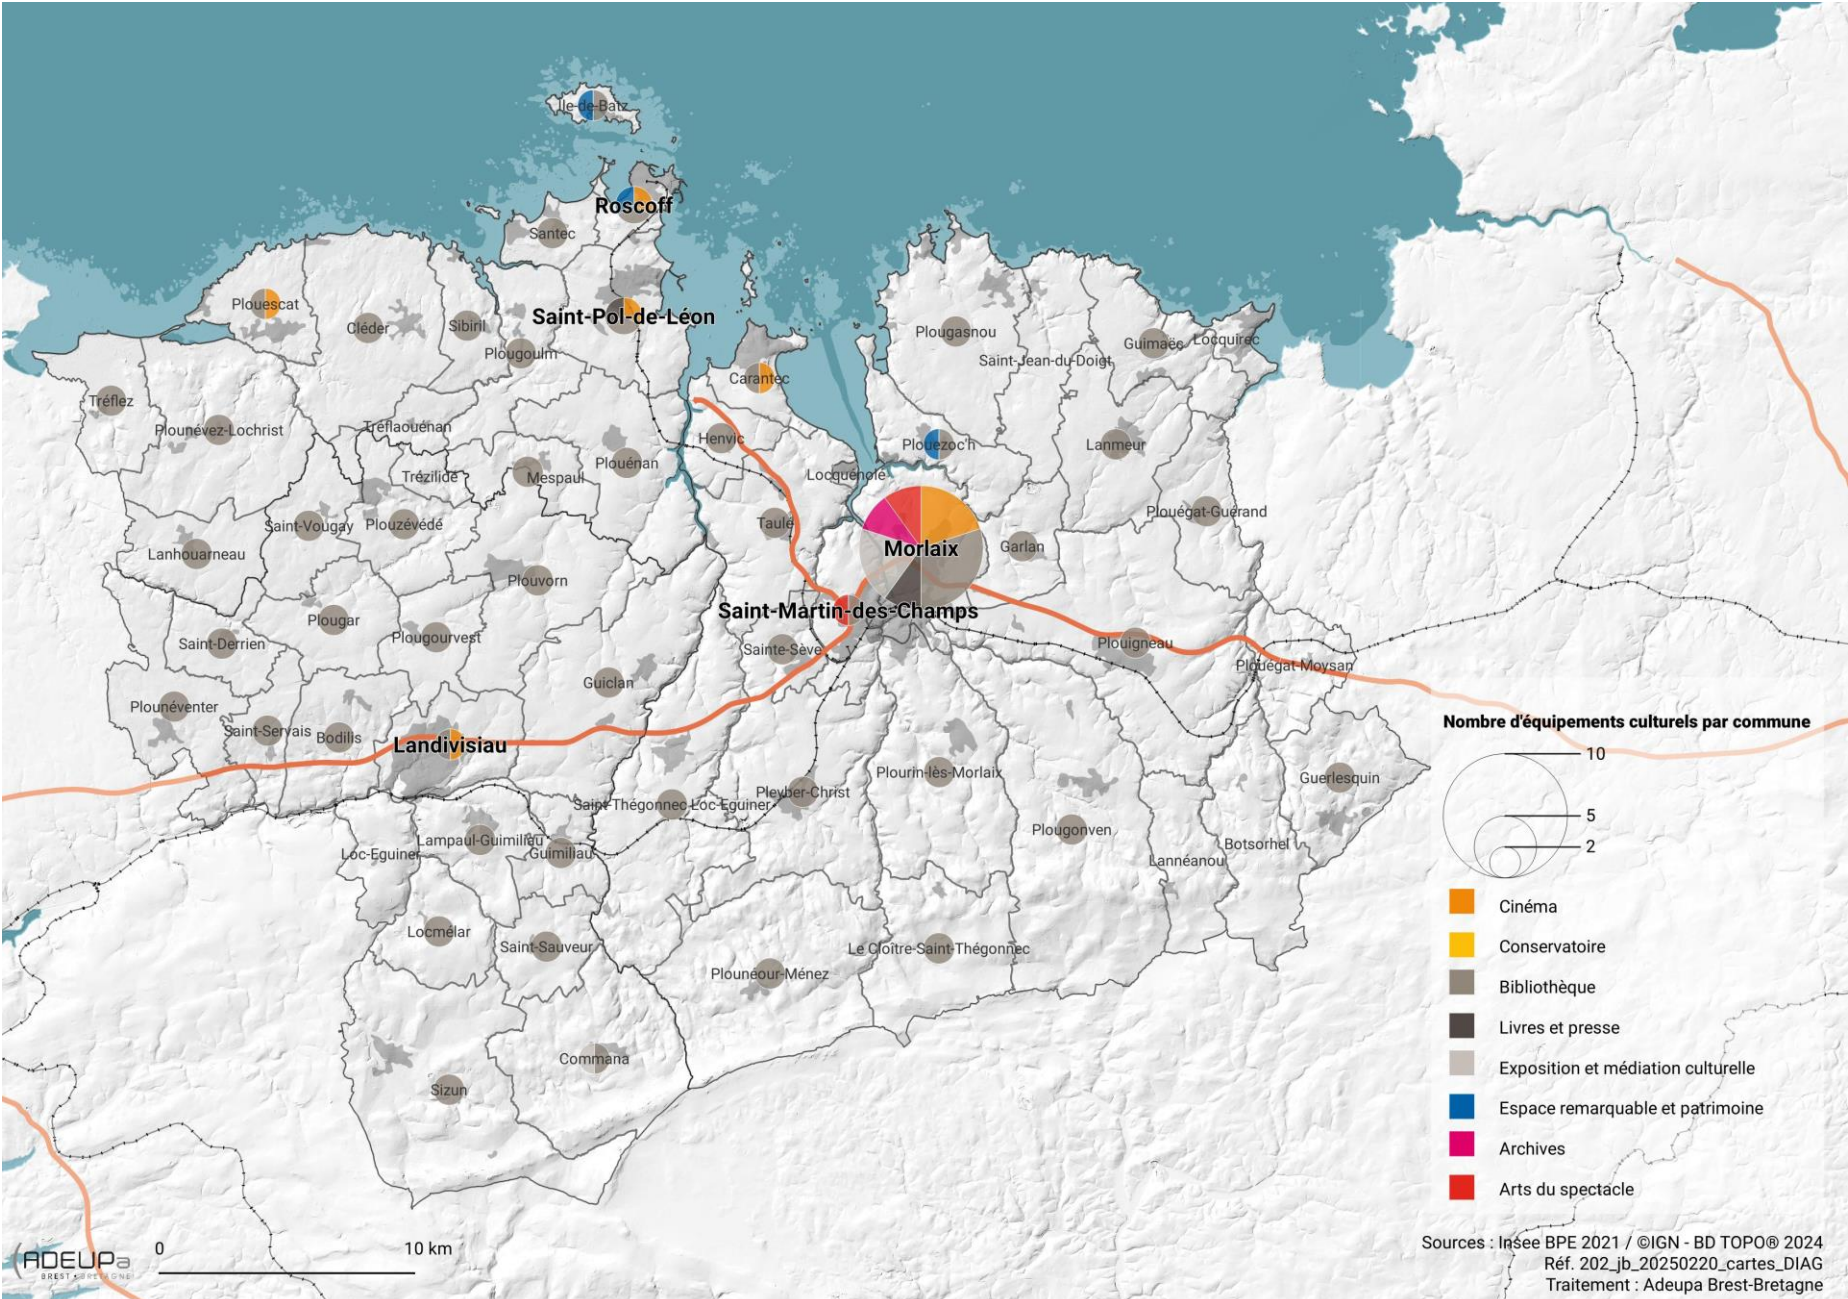 Île-de-Batz
Roscoff
Santec
Plouescat
Cléder
Sibiril
Saint-Pol-de-Léon
Plougoulm
Plougasnou
Guimaëc
Locquirec
Saint-Jean-du-Doigt
Carantec
Tréflez
Plounévez-Lochrist
Tréflaouénan
Henvic
Plouezoc'h
Lanmeur
Plouénan
Trézilidé
Mespaul
Locquénolé
Plouégat-Guérand
Saint-Vougay
Plouzévédé
Taulé
Lanhouarneau
Morlaix
Garlan
Plouvorn
Saint-Martin-des-Champs
Plougar
Saint-Derrien
Plougourvest
Sainte-Sève
Plouigneau
Plouégat-Moysan
Guiclan
Plounéventer
Saint-Servais
Bodilis
Landivisiau
Plourin-lès-Morlaix
Guerlesquin
Pleyber-Christ
Saint-Thégonnec Loc-Eguiner
Plougonven
Lampaul-Guimiliau
Loc-Eguiner
Guimiliau
Lannéanou
Botsorhel
Locmélar
Saint-Sauveur
Le Cloître-Saint-Thégonnec
Plounéour-Ménez
Commana
Sizun
Nombre d'équipements culturels par commune
10
5
2
Cinéma
Conservatoire
Bibliothèque
Livres et presse
Exposition et médiation culturelle
Espace remarquable et patrimoine
Archives
Arts du spectacle
ADEUPa
BREST • BRETAGNE
0 10 km
Sources : Insee BPE 2021 / ©IGN - BD TOPO® 2024
Réf. 202_jb_20250220_cartes_DIAG
Traitement : Adeupa Brest-Bretagne